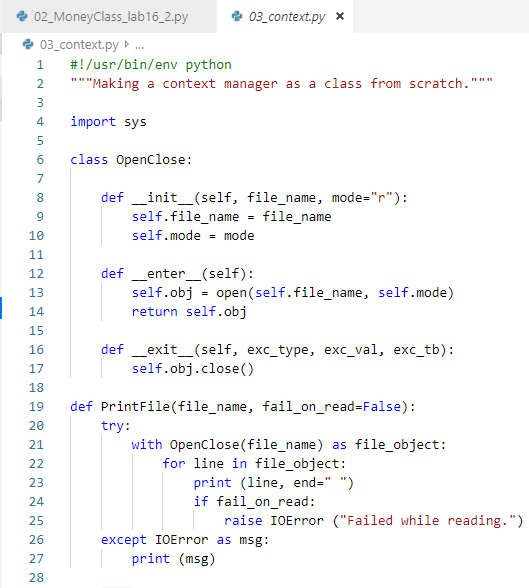 02_MoneyClass_lab16_2.py 03_context.py ×
03_context.py ...
1 #!/usr/bin/env python
2 """Making a context manager as a class from scratch."""
3
4 import sys
5
6 class OpenClose:
7
8     def __init__(self, file_name, mode="r"):
9         self.file_name = file_name
10         self.mode = mode
11
12     def __enter__(self):
13         self.obj = open(self.file_name, self.mode)
14         return self.obj
15
16     def __exit__(self, exc_type, exc_val, exc_tb):
17         self.obj.close()
18
19 def PrintFile(file_name, fail_on_read=False):
20     try:
21         with OpenClose(file_name) as file_object:
22             for line in file_object:
23                 print (line, end=" ")
24                 if fail_on_read:
25                     raise IOError ("Failed while reading.")
26     except IOError as msg:
27         print (msg)
28